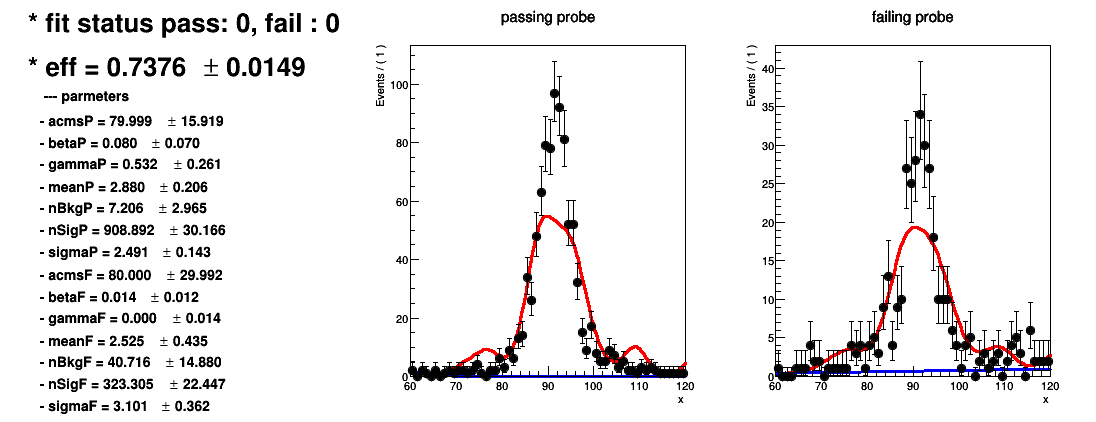 * fit status pass: 0, fail : 0
* eff = 0.7376 ± 0.0149
--- parmeters
- acmsP = 79.999 ± 15.919
- betaP = 0.080 ± 0.070
- gammaP = 0.532 ± 0.261
- meanP = 2.880 ± 0.206
- nBkgP = 7.206 ± 2.965
- nSigP = 908.892 ± 30.166
- sigmaP = 2.491 ± 0.143
- acmsF = 80.000 ± 29.992
- betaF = 0.014 ± 0.012
- gammaF = 0.000 ± 0.014
- meanF = 2.525 ± 0.435
- nBkgF = 40.716 ± 14.880
- nSigF = 323.305 ± 22.447
- sigmaF = 3.101 ± 0.362
passing probe
Events / ( 1 )
100
80
60
40
20
0
60 70 80 90 100 110 120
x
failing probe
Events / ( 1 )
40
35
30
25
20
15
10
5
0
60 70 80 90 100 110 120
x